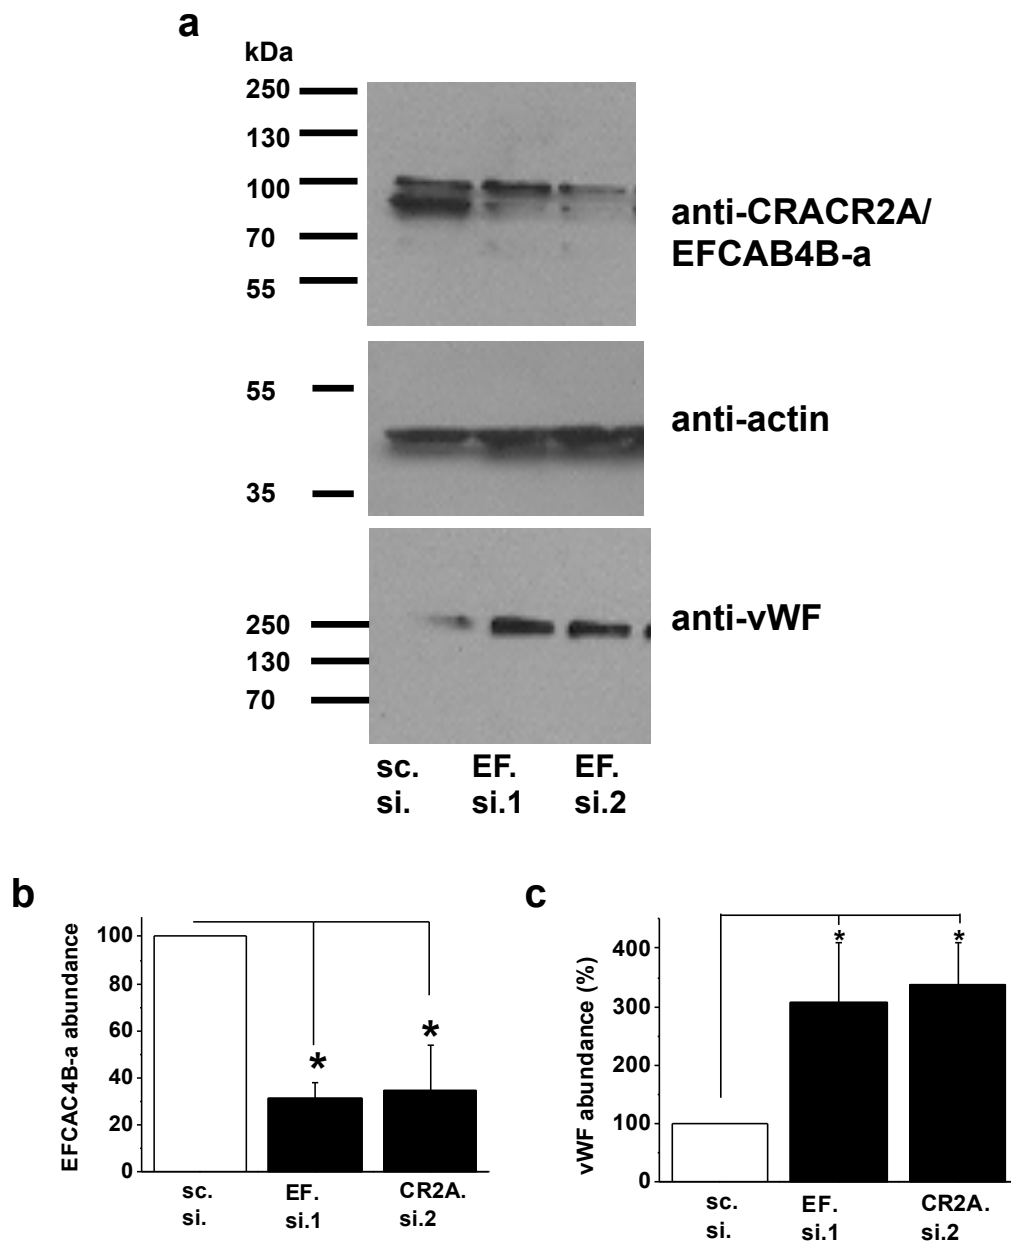 a
kDa
250
130
100
70
55
anti-CRACR2A/
EFCAB4B-a
55
35
anti-actin
250
130
70
anti-vWF
sc. EF. EF.
si. si.1 si.2
b
EFCAC4B-a abundance
100
80
60
40
20
0
* *
sc. EF. CR2A.
si. si.1 si.2
c
vWF abundance (%)
400
300
200
100
0
* *
sc. EF. CR2A.
si. si.1 si.2